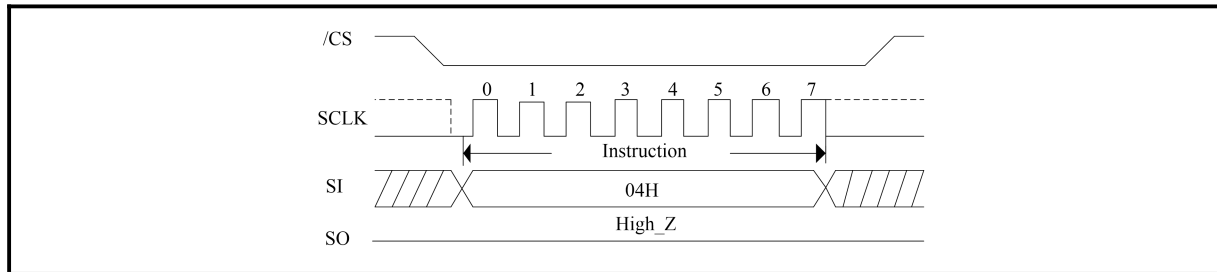 /CS
0 1 2 3 4 5 6 7
SCLK
Instruction
SI
04H
High_Z
SO